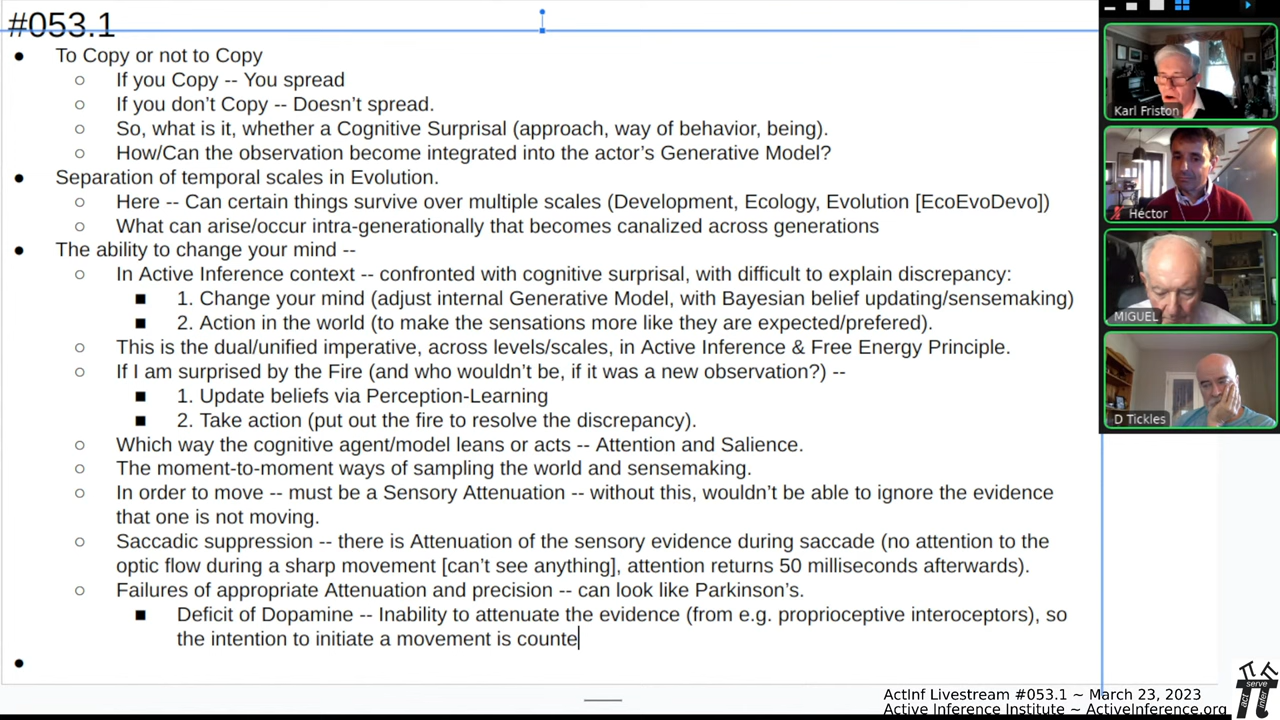 #053.1
● To Copy or not to Copy
○ If you Copy -- You spread
○ If you don’t Copy -- Doesn’t spread.
○ So, what is it, whether a Cognitive Surprisal (approach, way of behavior, being).
○ How/Can the observation become integrated into the actor’s Generative Model?
● Separation of temporal scales in Evolution.
○ Here -- Can certain things survive over multiple scales (Development, Ecology, Evolution [EcoEvoDevo])
○ What can arise/occur intra-generationally that becomes canalized across generations
● The ability to change your mind --
○ In Active Inference context -- confronted with cognitive surprisal, with difficult to explain discrepancy:
■ 1. Change your mind (adjust internal Generative Model, with Bayesian belief updating/sensemaking)
■ 2. Action in the world (to make the sensations more like they are expected/prefered).
○ This is the dual/unified imperative, across levels/scales, in Active Inference & Free Energy Principle.
○ If I am surprised by the Fire (and who wouldn’t be, if it was a new observation?) --
■ 1. Update beliefs via Perception-Learning
■ 2. Take action (put out the fire to resolve the discrepancy).
○ Which way the cognitive agent/model leans or acts -- Attention and Salience.
○ The moment-to-moment ways of sampling the world and sensemaking.
○ In order to move -- must be a Sensory Attenuation -- without this, wouldn’t be able to ignore the evidence
that one is not moving.
○ Saccadic suppression -- there is Attenuation of the sensory evidence during saccade (no attention to the
optic flow during a sharp movement [can’t see anything], attention returns 50 milliseconds afterwards).
○ Failures of appropriate Attenuation and precision -- can look like Parkinson’s.
■ Deficit of Dopamine -- Inability to attenuate the evidence (from e.g. proprioceptive interoceptors), so
the intention to initiate a movement is counte
●
Karl Friston
Héctor
MIGUEL
D Tickles
ActInf Livestream #053.1 ~ March 23, 2023
Active Inference Institute ~ ActiveInference.org
act
serve
infer